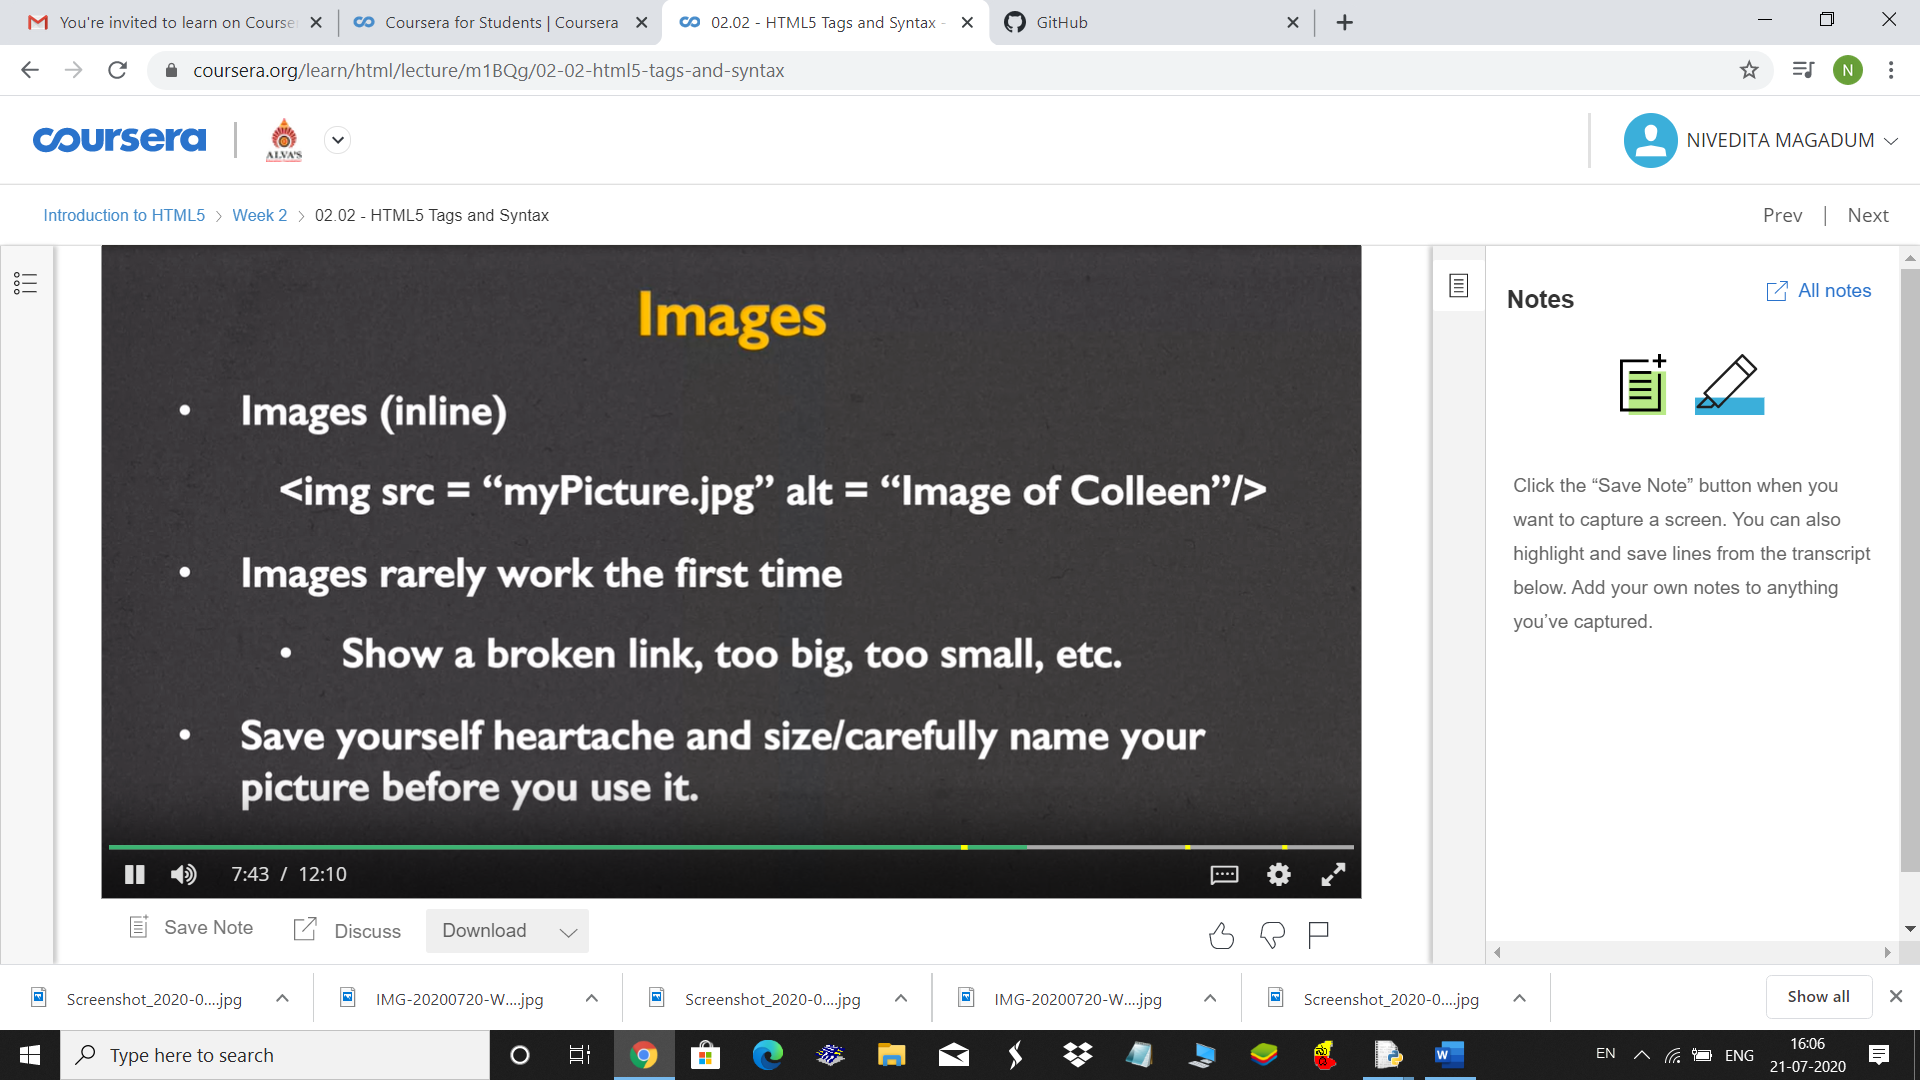 You're invited to learn on Course
Coursera for Students | Coursera
02.02 - HTML5 Tags and Syntax -
GitHub
coursera.org/learn/html/lecture/m1BQg/02-02-html5-tags-and-syntax
N
coursera
ALVA'S
NIVEDITA MAGADUM
Introduction to HTML5 > Week 2 > 02.02 - HTML5 Tags and Syntax
Prev | Next
Images
• Images (inline)
<img src = “myPicture.jpg” alt = “Image of Colleen”/>
• Images rarely work the first time
• Show a broken link, too big, too small, etc.
• Save yourself heartache and size/carefully name your
picture before you use it.
7:43 / 12:10
Save Note
Discuss
Download
Notes
All notes
Click the “Save Note” button when you
want to capture a screen. You can also
highlight and save lines from the transcript
below. Add your own notes to anything
you’ve captured.
Screenshot_2020-0....jpg
IMG-20200720-W....jpg
Screenshot_2020-0....jpg
IMG-20200720-W....jpg
Screenshot_2020-0....jpg
Show all
Type here to search
EN
ENG
16:06
21-07-2020